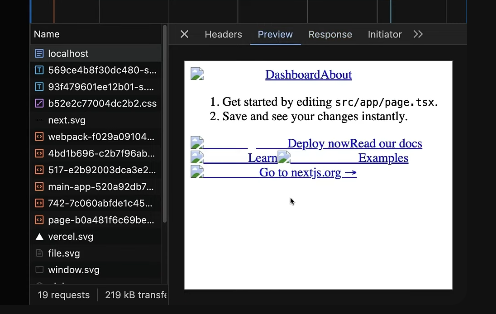 Name
Headers Preview Response Initiator
localhost
569ce4b8f30dc480-s...
93f479601ee12b01-s....
b52e2c77004dc2b2.css
next.svg
webpack-f029a09104...
4bd1b696-c2b7f96ab...
517-e2b92003dca3e2...
main-app-520a92db7...
742-7c060abfde1c45...
page-b0a481f6c69be...
vercel.svg
file.svg
window.svg
19 requests 219 kB transfe
DashboardAbout
1. Get started by editing src/app/page.tsx.
2. Save and see your changes instantly.
Deploy nowRead our docs
Learn Examples
Go to nextjs.org →